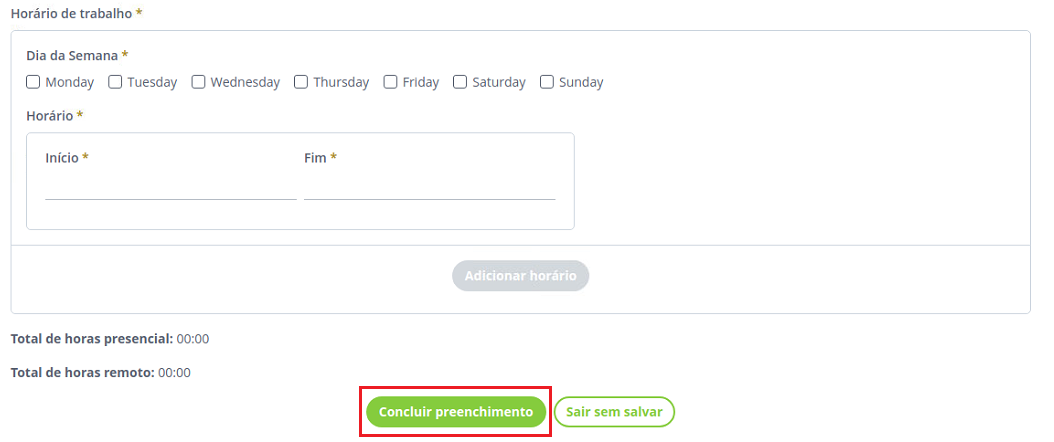 Horário de trabalho *
Dia da Semana *
Monday Tuesday Wednesday Thursday Friday Saturday Sunday
Horário *
Início * Fim *
Adicionar horário
Total de horas presencial: 00:00
Total de horas remoto: 00:00
Concluir preenchimento Sair sem salvar